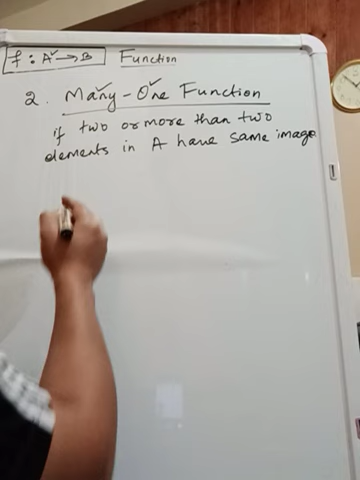 f : A → B Function
2. Many-One Function
if two or more than two
elements in A have same image